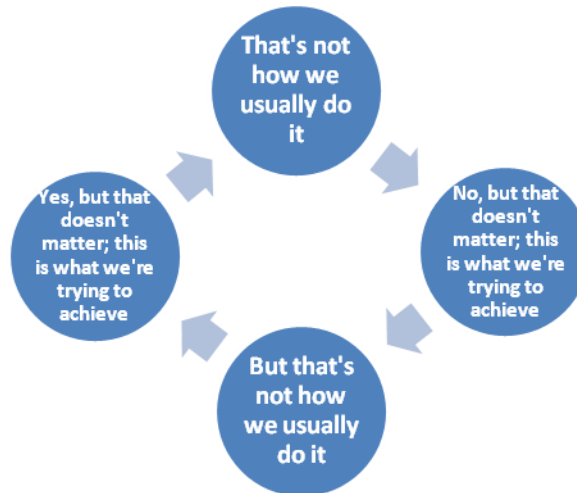 That's not
how we
usually do
it
No, but that
doesn't
matter; this
is what we're
trying to
achieve
But that's
not how
we usually
do it
Yes, but that
doesn't
matter; this
is what we're
trying to
achieve